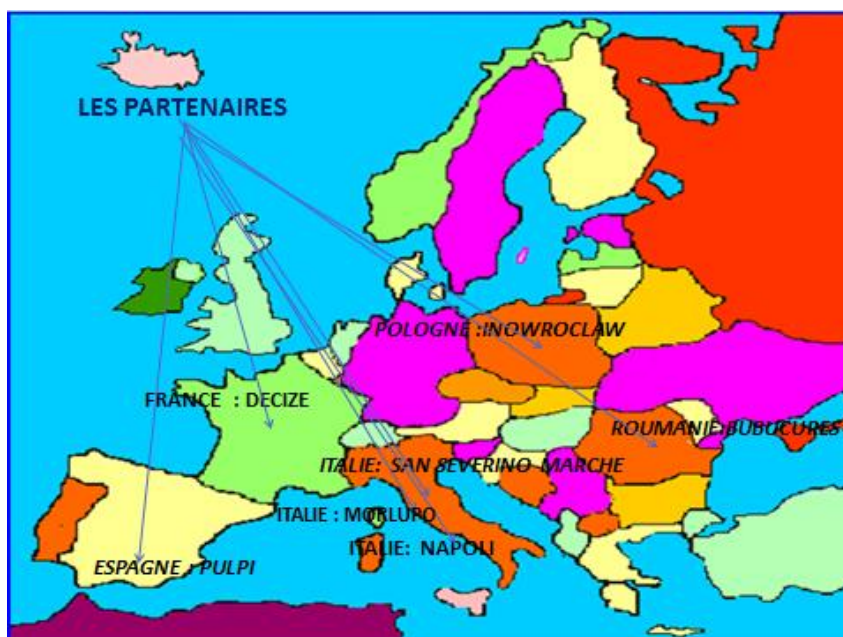 LES PARTENAIRES
POLOGNE :INOWROCLAW
FRANCE : DECIZE
ROUMANIE:BUBUCURES
ITALIE: SAN SEVERINO MARCHE
ITALIE : MORLUPO
ITALIE: NAPOLI
ESPAGNE : PULPI